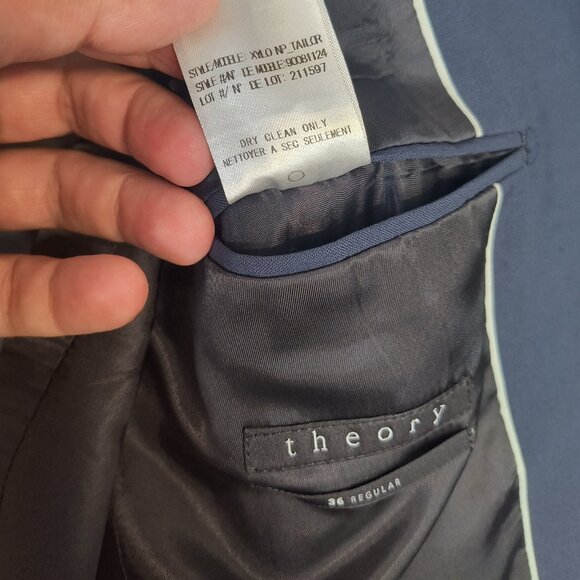 STYLE/MODELE: XYLO NP_TAILOR
STYLE #/N° DE MODELE: 90081124
LOT #/ N° DE LOT: 211597
DRY CLEAN ONLY
NETTOYER A SEC SEULEMENT
theory
36 REGULAR